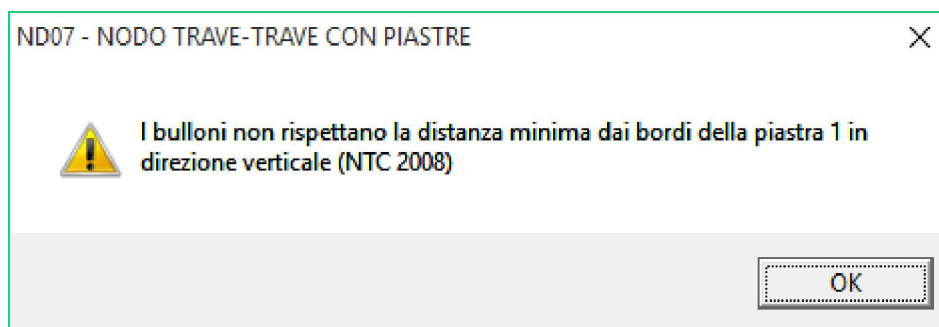 ND07 - NODO TRAVE-TRAVE CON PIASTRE
I bulloni non rispettano la distanza minima dai bordi della piastra 1 in
direzione verticale (NTC 2008)
OK